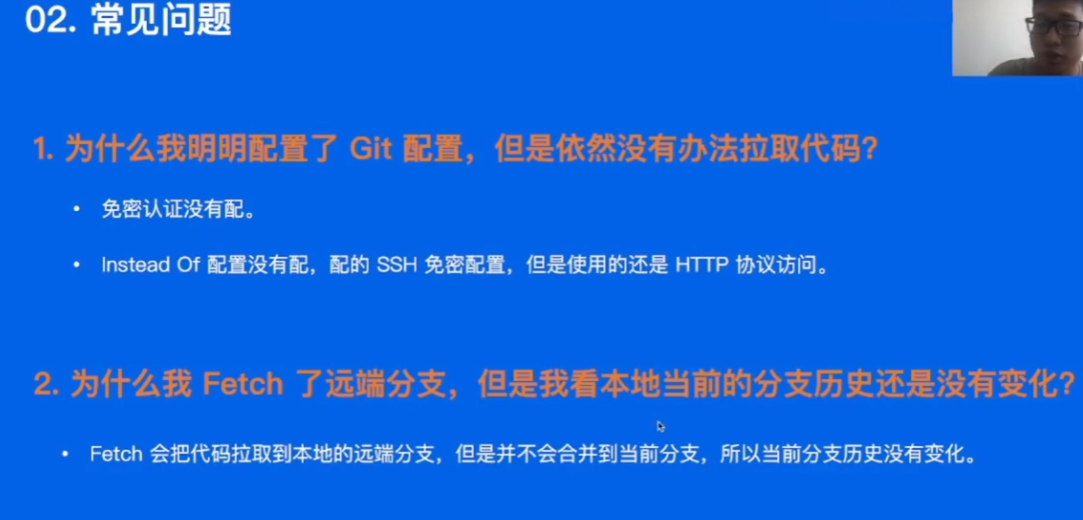 02. 常见问题
1. 为什么我明明配置了 Git 配置，但是依然没有办法拉取代码？
• 免密认证没有配。
• Instead Of 配置没有配，配的 SSH 免密配置，但是使用的还是 HTTP 协议访问。
2. 为什么我 Fetch 了远端分支，但是我看本地当前的分支历史还是没有变化？
• Fetch 会把代码拉取到本地的远端分支，但是并不会合并到当前分支，所以当前分支历史没有变化。